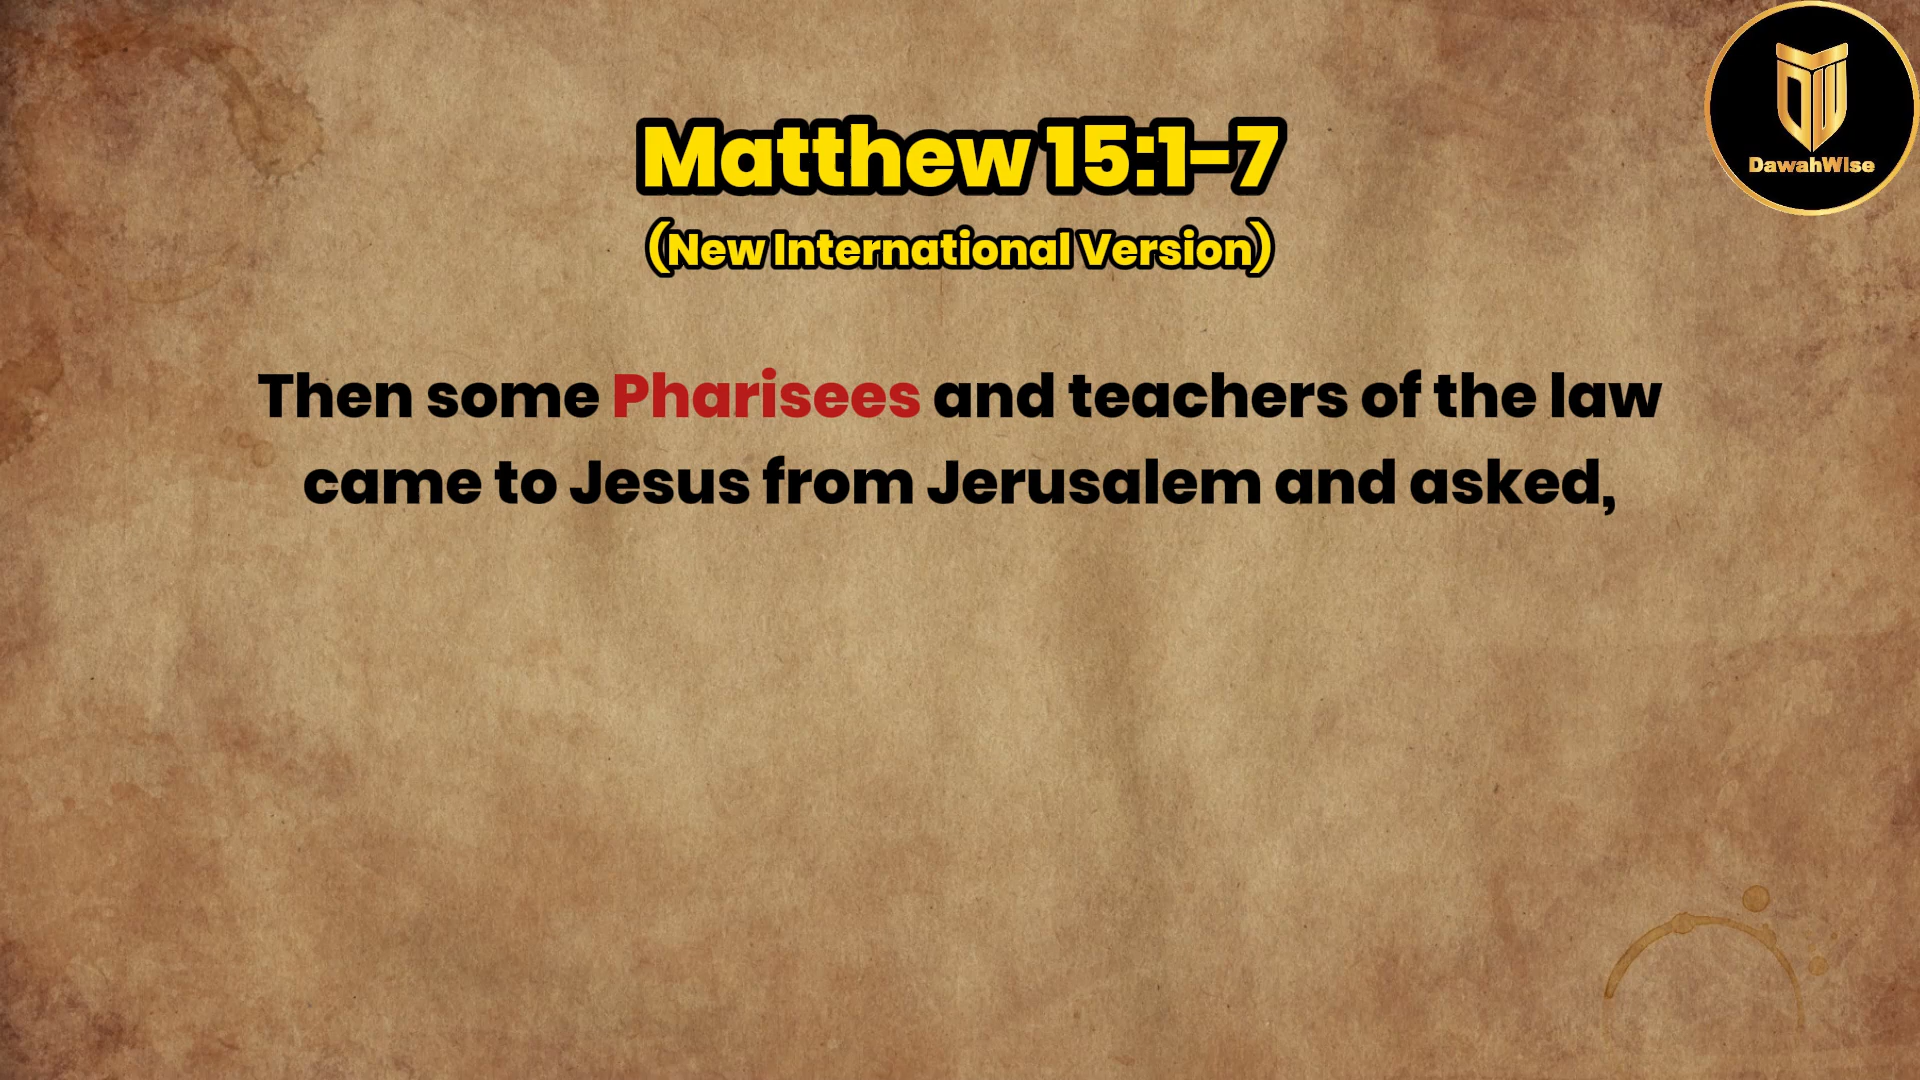 DawahWise
Matthew 15:1-7
(New International Version)
Then some Pharisees and teachers of the law
came to Jesus from Jerusalem and asked,